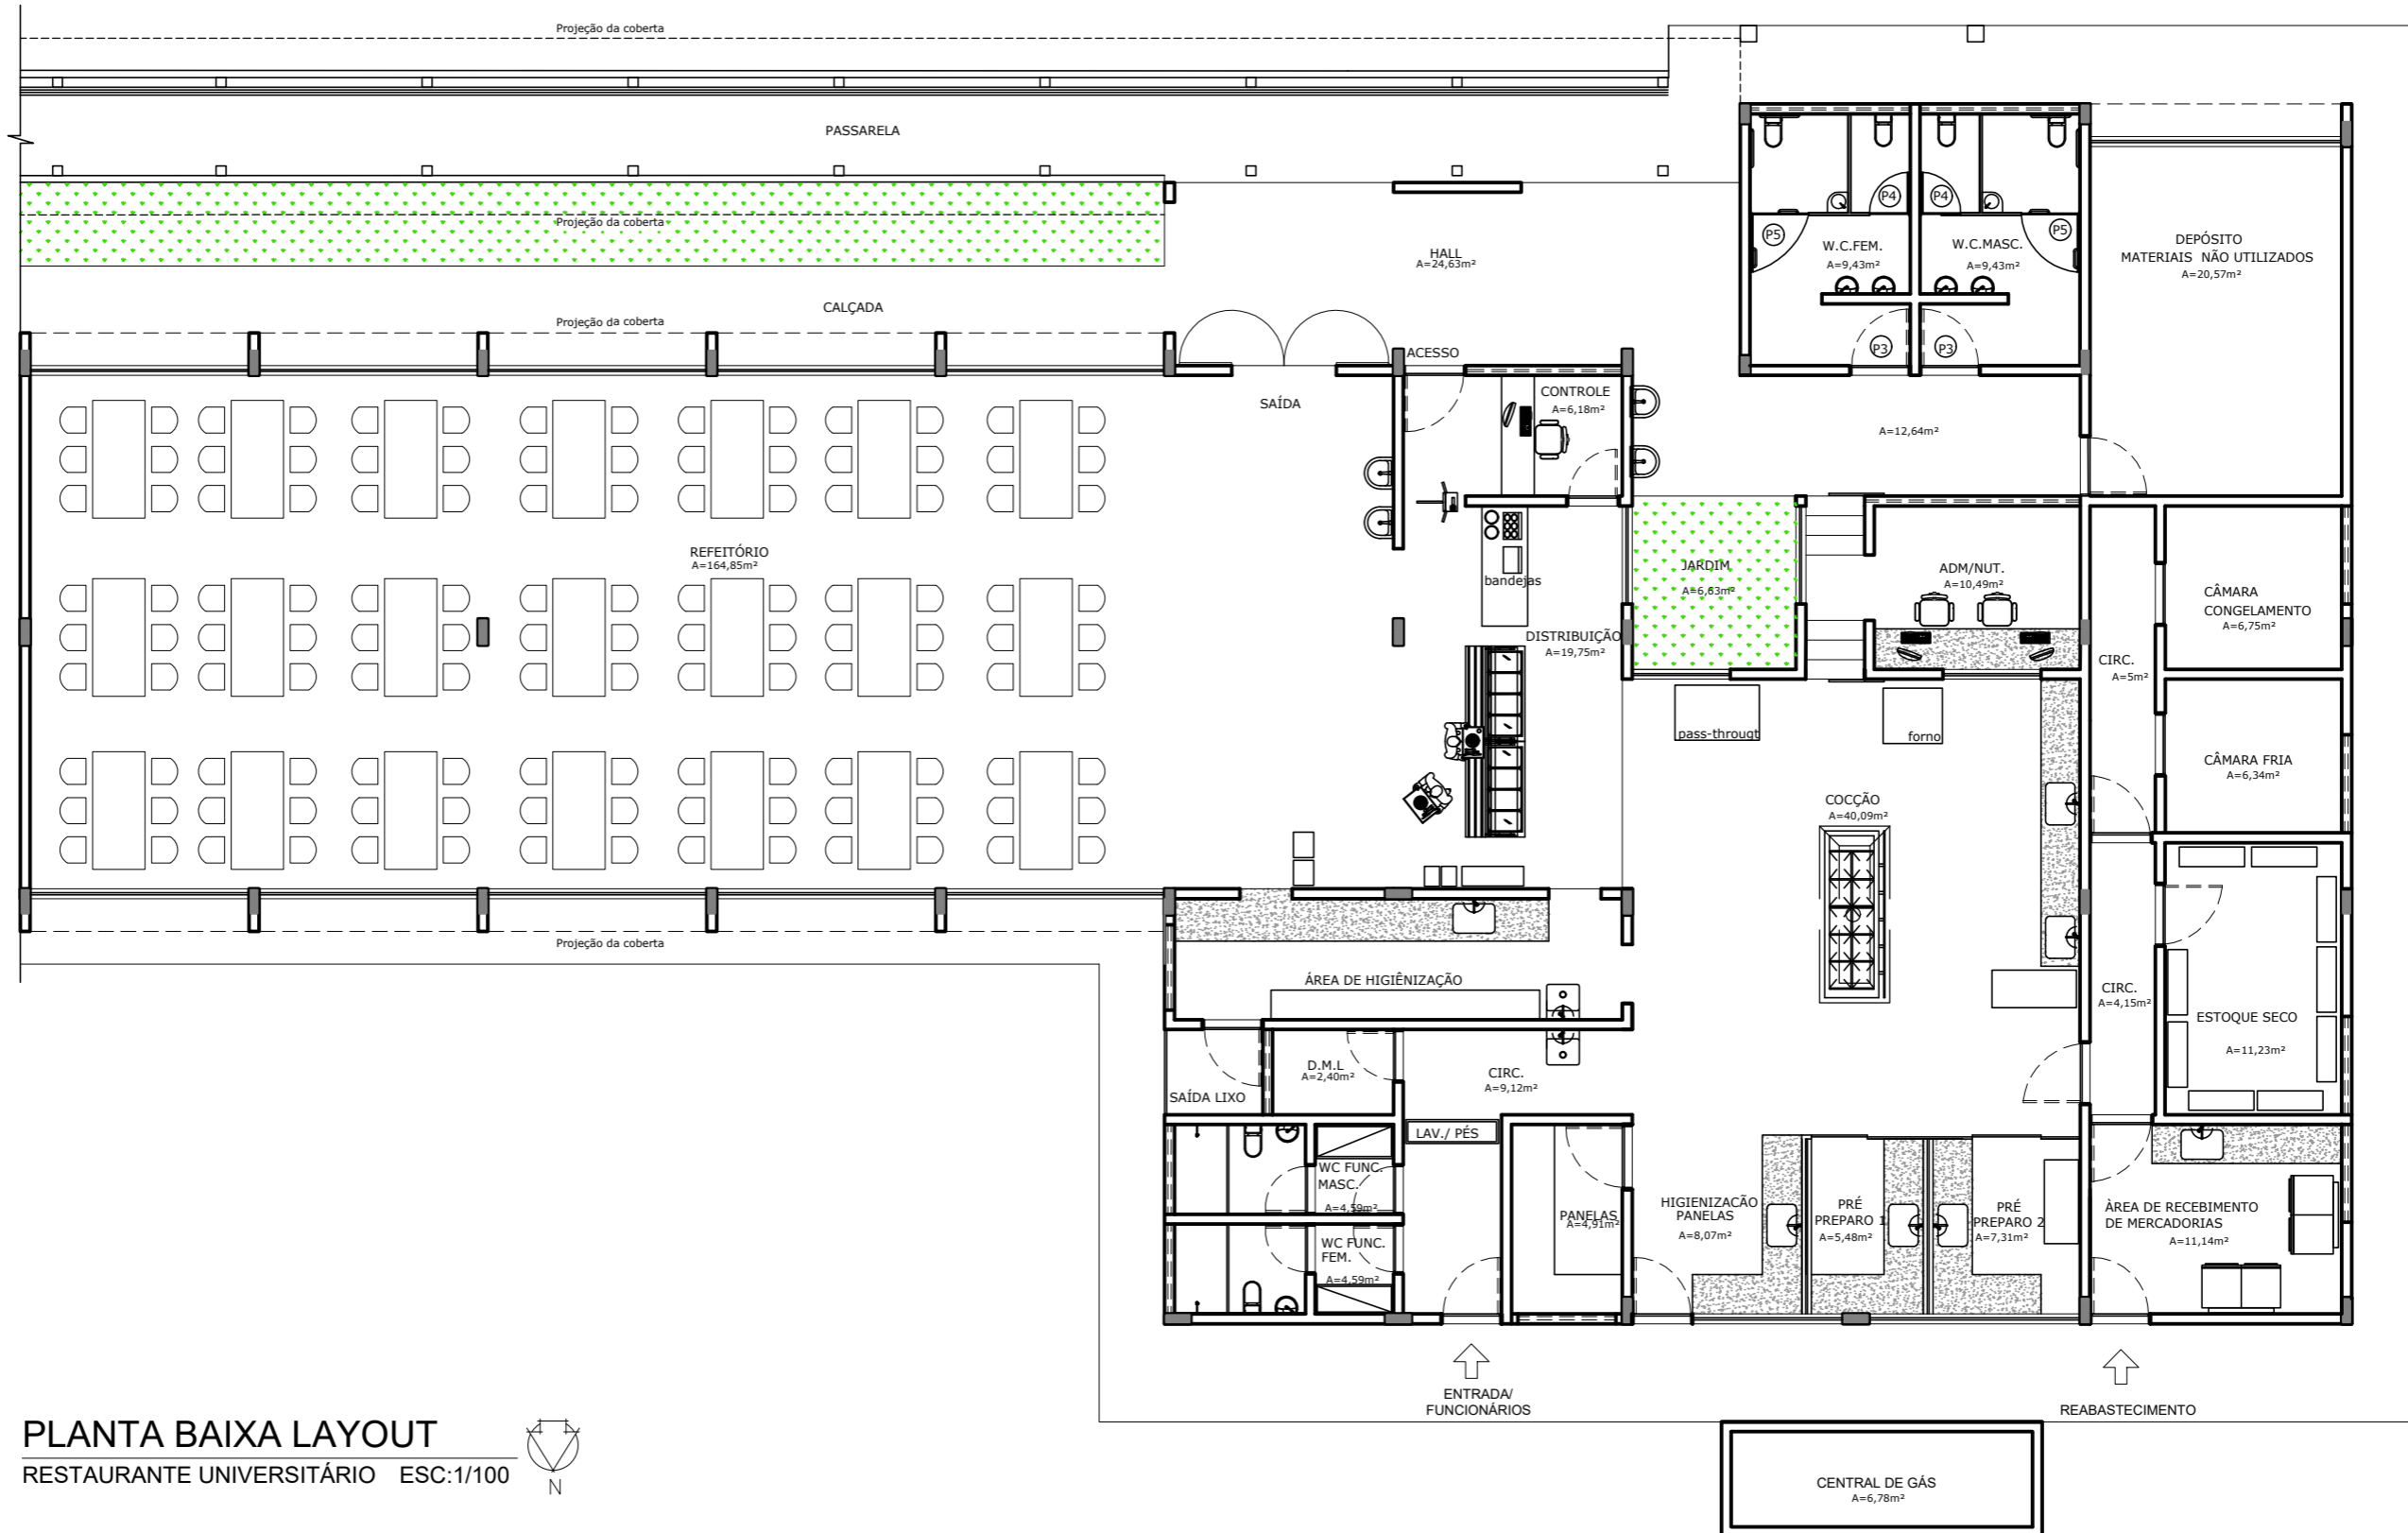 Projeção da coberta
PASSARELA
Projeção da coberta
HALL
A=24,63m²
CALÇADA
Projeção da coberta
P4
P4
P5
P5
W.C.FEM.
A=9,43m²
W.C.MASC.
A=9,43m²
P3
P3
DEPÓSITO
MATERIAIS NÃO UTILIZADOS
A=20,57m²
ACESSO
SAÍDA
CONTROLE
A=6,18m²
A=12,64m²
REFEITÓRIO
A=164,85m²
bandejas
JARDIM
A=6,63m²
ADM/NUT.
A=10,49m²
CÂMARA
CONGELAMENTO
A=6,75m²
DISTRIBUIÇÃO
A=19,75m²
CIRC.
A=5m²
pass-througt
forno
CÂMARA FRIA
A=6,34m²
COCÇÃO
A=40,09m²
Projeção da coberta
ÁREA DE HIGIÊNIZAÇÃO
CIRC.
A=4,15m²
ESTOQUE SECO
A=11,23m²
D.M.L
A=2,40m²
CIRC.
A=9,12m²
SAÍDA LIXO
LAV./ PÉS
WC FUNC.
MASC.
A=4,59m²
WC FUNC.
FEM.
A=4,59m²
PANELAS
A=4,91m²
HIGIENIZACÃO
PANELAS
A=8,07m²
PRÉ
PREPARO 1
A=5,48m²
PRÉ
PREPARO 2
A=7,31m²
ÀREA DE RECEBIMENTO
DE MERCADORIAS
A=11,14m²
ENTRADA/
FUNCIONÁRIOS
REABASTECIMENTO
PLANTA BAIXA LAYOUT
RESTAURANTE UNIVERSITÁRIO ESC:1/100
N
CENTRAL DE GÁS
A=6,78m²